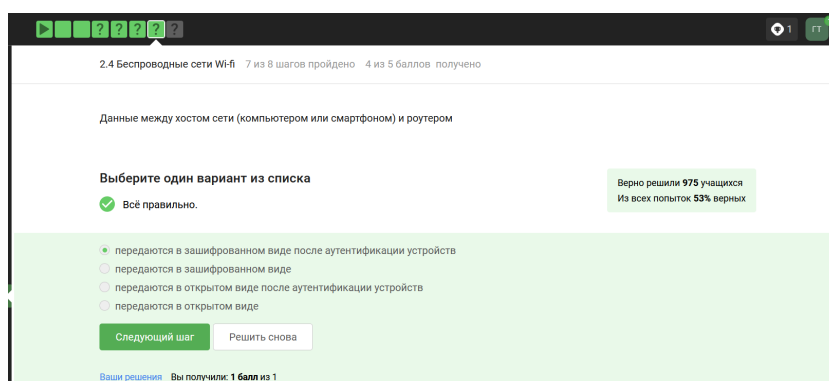 ? ? ? ? ?
1
ГТ
2.4 Беспроводные сети Wi-fi 7 из 8 шагов пройдено 4 из 5 баллов получено
Данные между хостом сети (компьютером или смартфоном) и роутером
Выберите один вариант из списка
Всё правильно.
Верно решили 975 учащихся
Из всех попыток 53% верных
передаются в зашифрованном виде после аутентификации устройств
передаются в зашифрованном виде
передаются в открытом виде после аутентификации устройств
передаются в открытом виде
Следующий шаг
Решить снова
Ваши решения Вы получили: 1 балл из 1